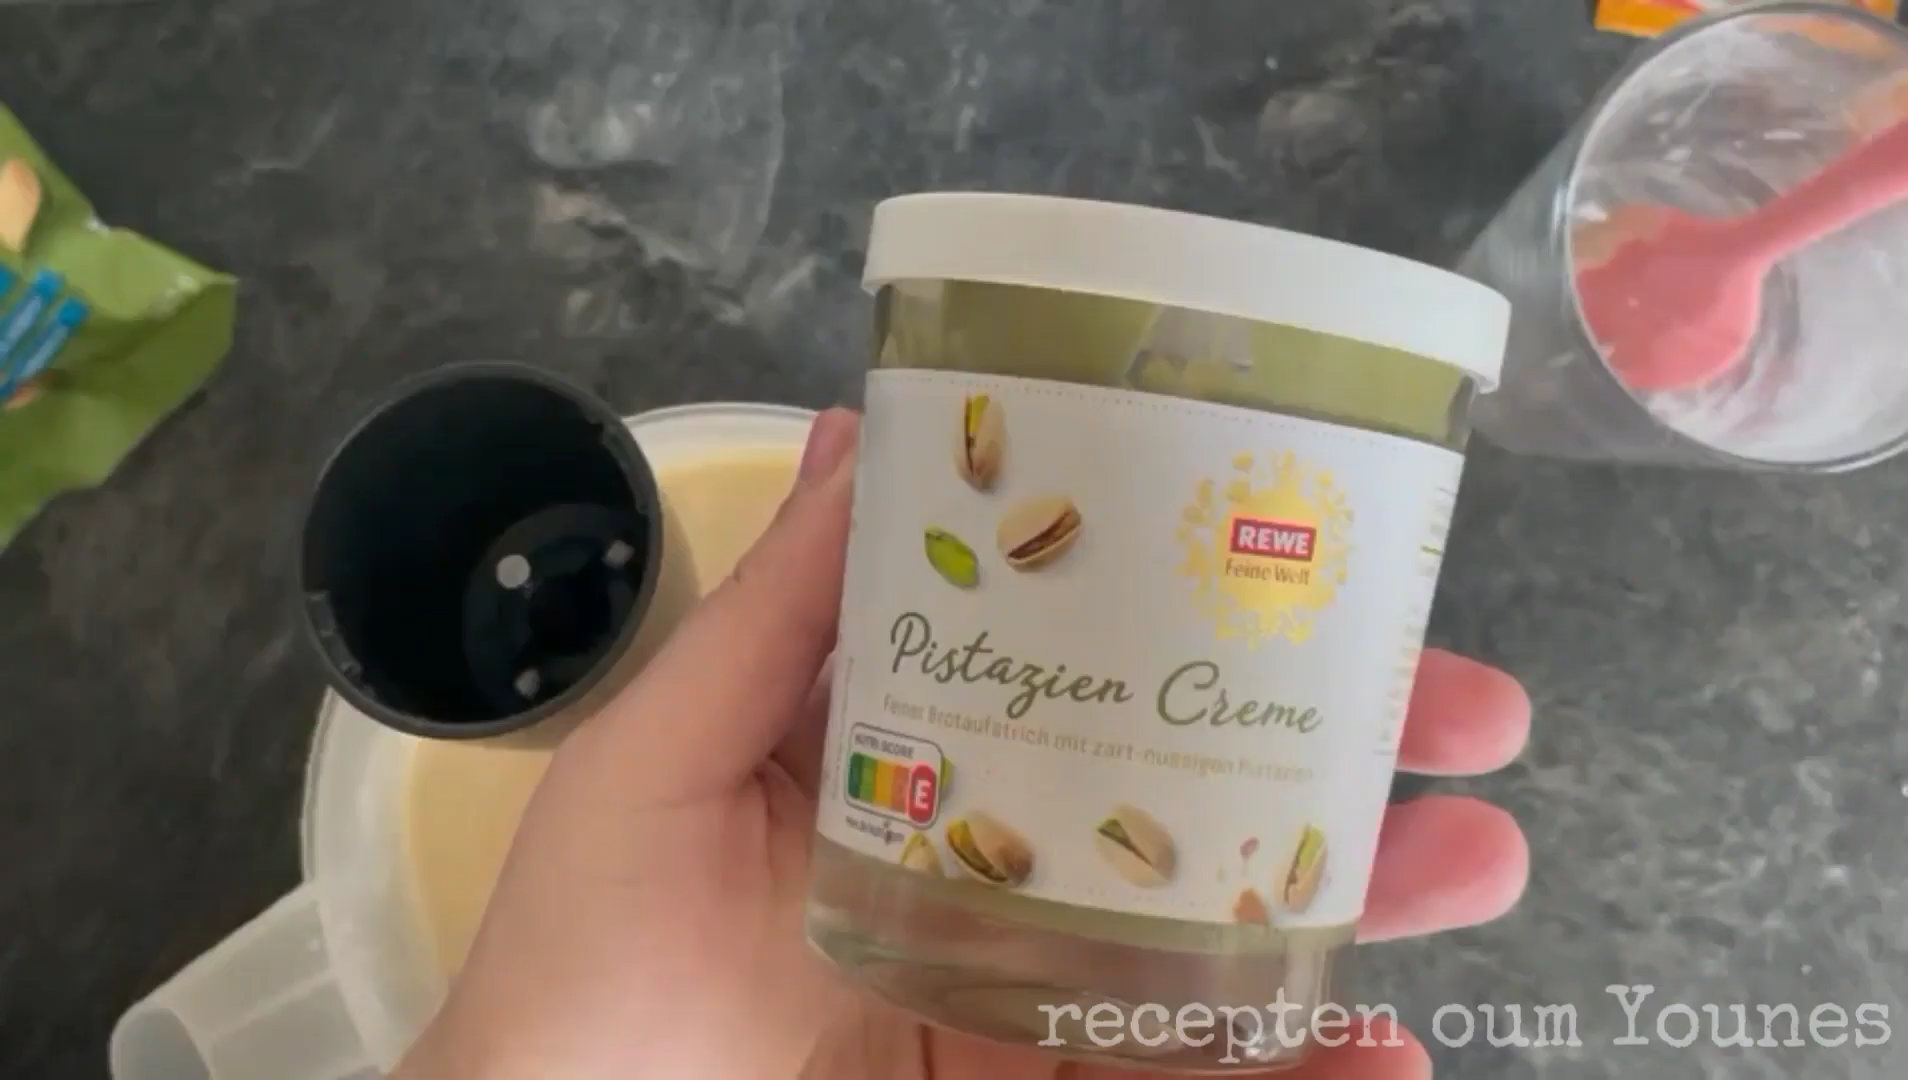 REWE
Feine Welt
Pistazien Creme
Feiner Brotaufstrich mit zart-nussigen Pistazien
NUTRI-SCORE
E
recepten oum Younes